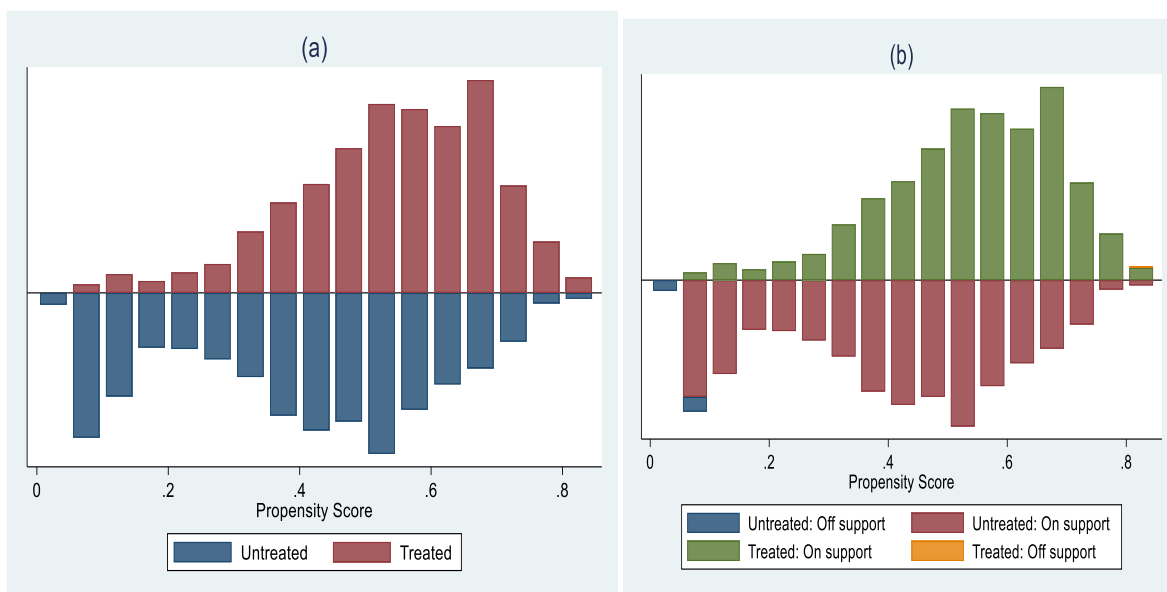 (a)
0 .2 .4 .6 .8
Propensity Score
Untreated Treated
(b)
0 .2 .4 .6 .8
Propensity Score
Untreated: Off support Untreated: On support
Treated: On support Treated: Off support